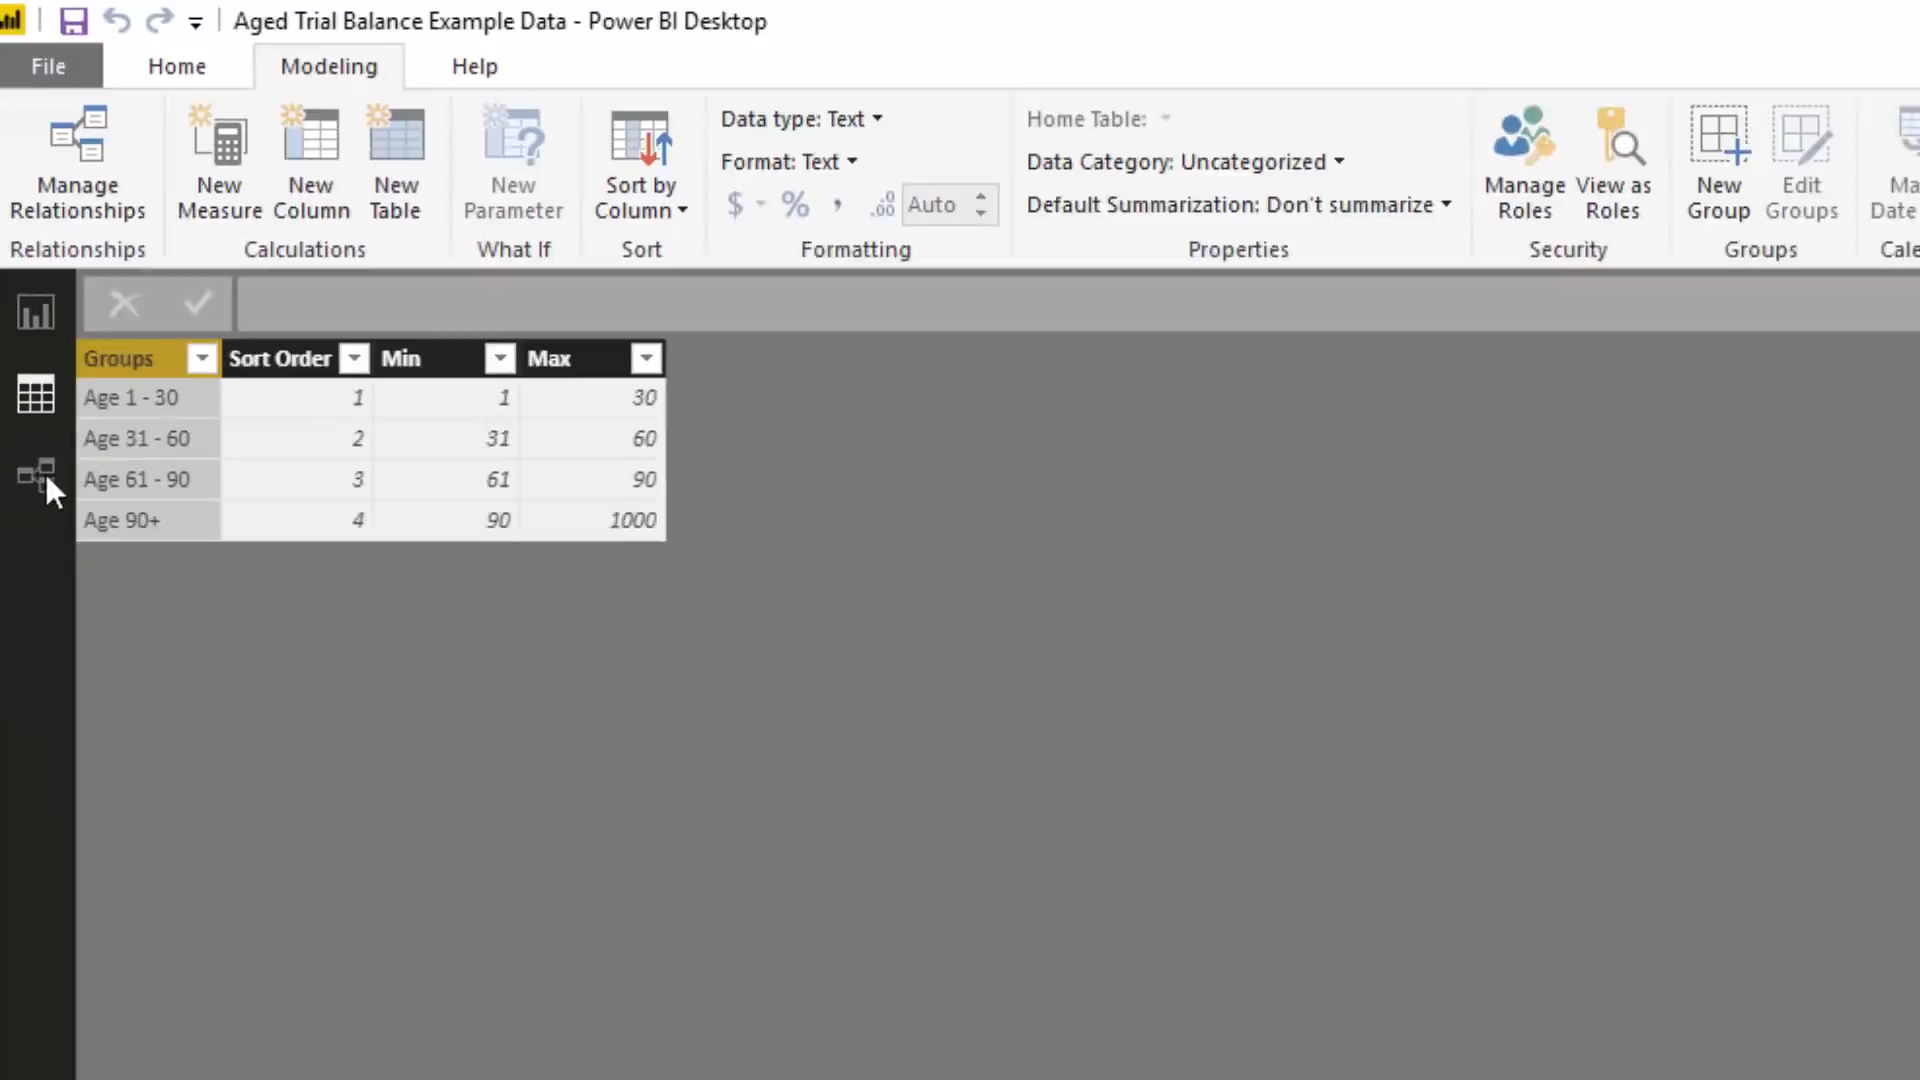 Aged Trial Balance Example Data - Power BI Desktop
File Home Modeling Help
Manage Relationships
Relationships
New Measure
New Column
New Table
Calculations
New Parameter
What If
Sort by Column
Sort
Data type: Text
Format: Text
$ % , .00 Auto
Formatting
Home Table:
Data Category: Uncategorized
Default Summarization: Don't summarize
Properties
Manage Roles
View as Roles
Security
New Group
Edit Groups
Groups
Ma
Date
Cale
Groups Sort Order Min Max
Age 1 - 30 1 1 30
Age 31 - 60 2 31 60
Age 61 - 90 3 61 90
Age 90+ 4 90 1000